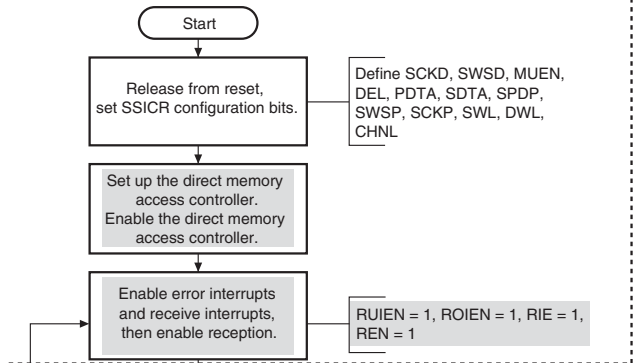 Start
Release from reset,
set SSICR configuration bits.
Define SCKD, SWSD, MUEN,
DEL, PDTA, SDTA, SPDP,
SWSP, SCKP, SWL, DWL,
CHNL
Set up the direct memory
access controller.
Enable the direct memory
access controller.
Enable error interrupts
and receive interrupts,
then enable reception.
RUIEN = 1, ROIEN = 1, RIE = 1,
REN = 1